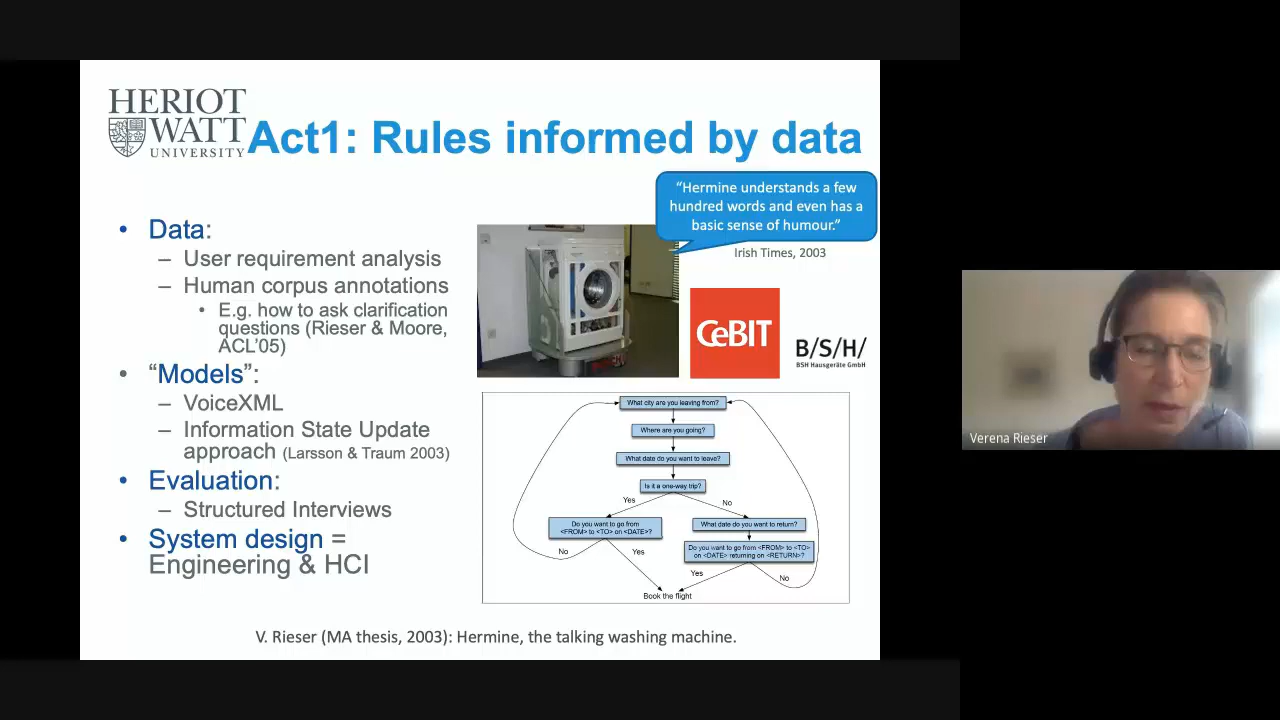 HERIOT
WATT
UNIVERSITY
Act1: Rules informed by data
“Hermine understands a few
hundred words and even has a
basic sense of humour.”
Irish Times, 2003
• Data:
– User requirement analysis
– Human corpus annotations
• E.g. how to ask clarification
questions (Rieser & Moore,
ACL’05)
• “Models”:
– VoiceXML
– Information State Update
approach (Larsson & Traum 2003)
• Evaluation:
– Structured Interviews
• System design =
Engineering & HCI
CeBIT
B/S/H/
BSH Hausgeräte GmbH
What city are you leaving from?
Where are you going?
What date do you want to leave?
Is it a one-way trip?
Yes
No
Do you want to go from
<FROM> to <TO> on <DATE>?
What date do you want to return?
Do you want to go from <FROM> to <TO>
on <DATE> returning on <RETURN>?
No
Yes
Yes
No
Book the flight
V. Rieser (MA thesis, 2003): Hermine, the talking washing machine.
Verena Rieser